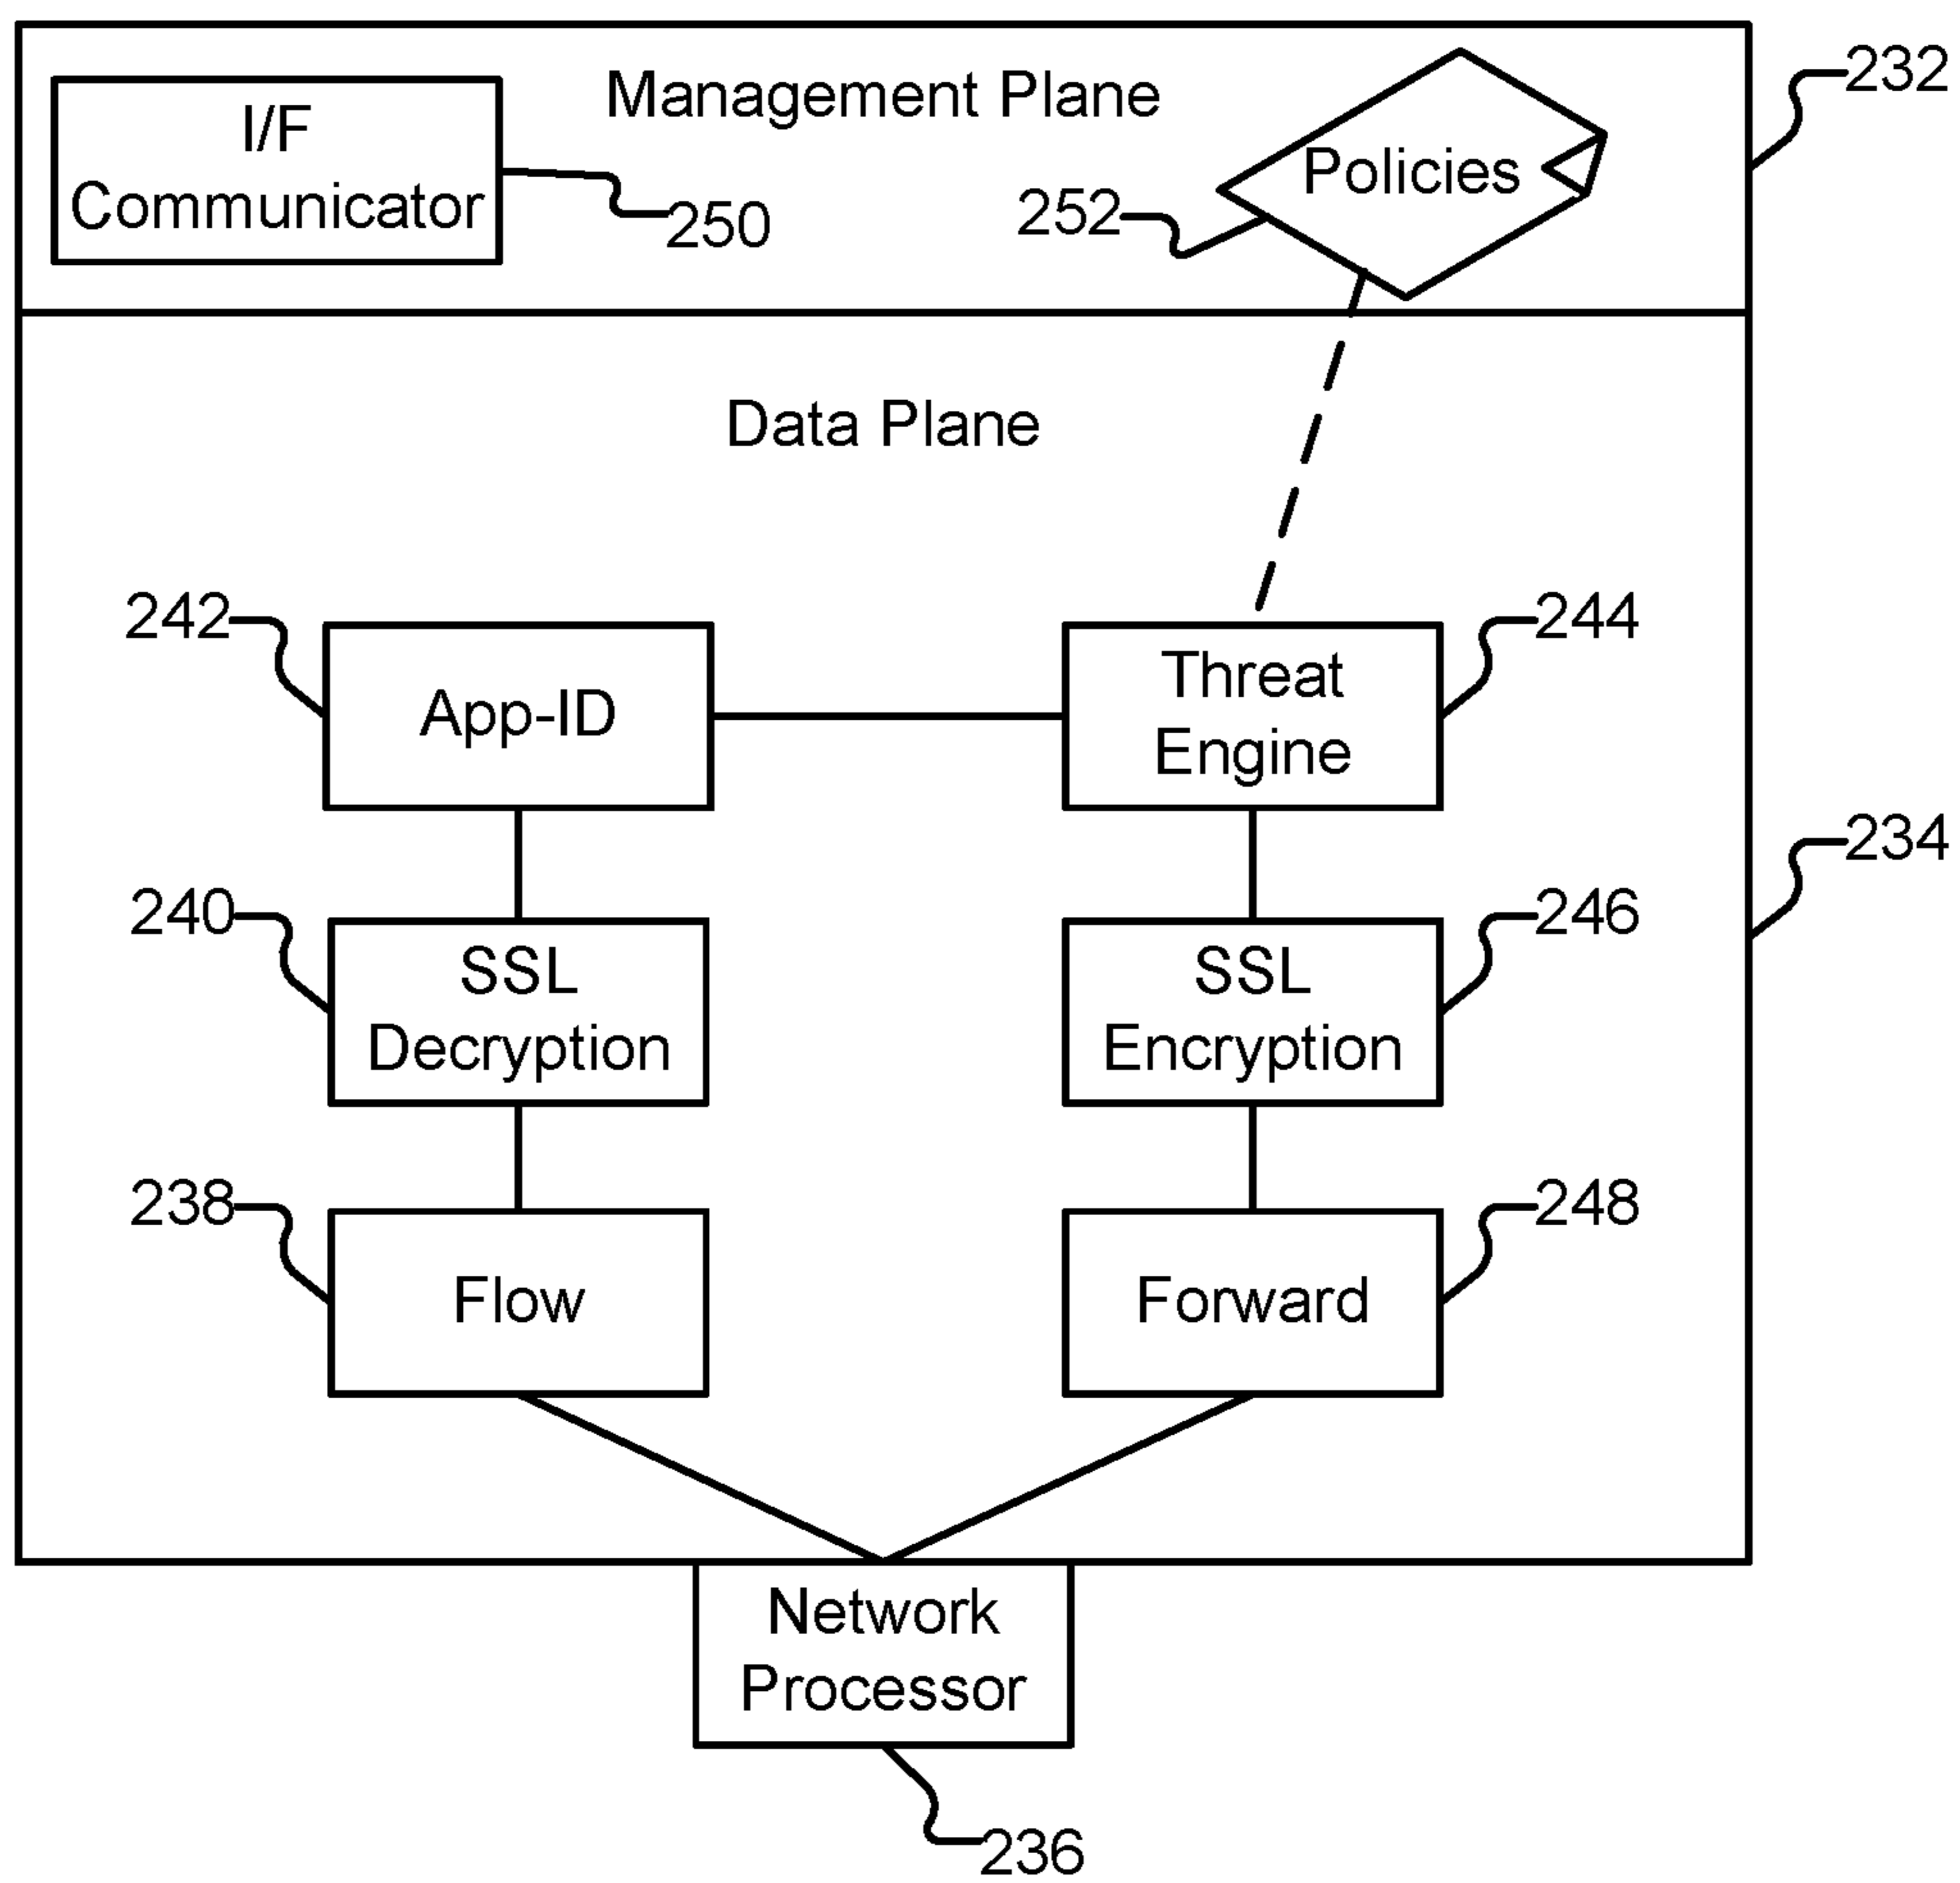 232
I/F
Communicator
Management Plane
Policies
250
252
Data Plane
242
App-ID
Threat
Engine
244
234
240
SSL
Decryption
SSL
Encryption
246
238
Flow
Forward
248
Network
Processor
236